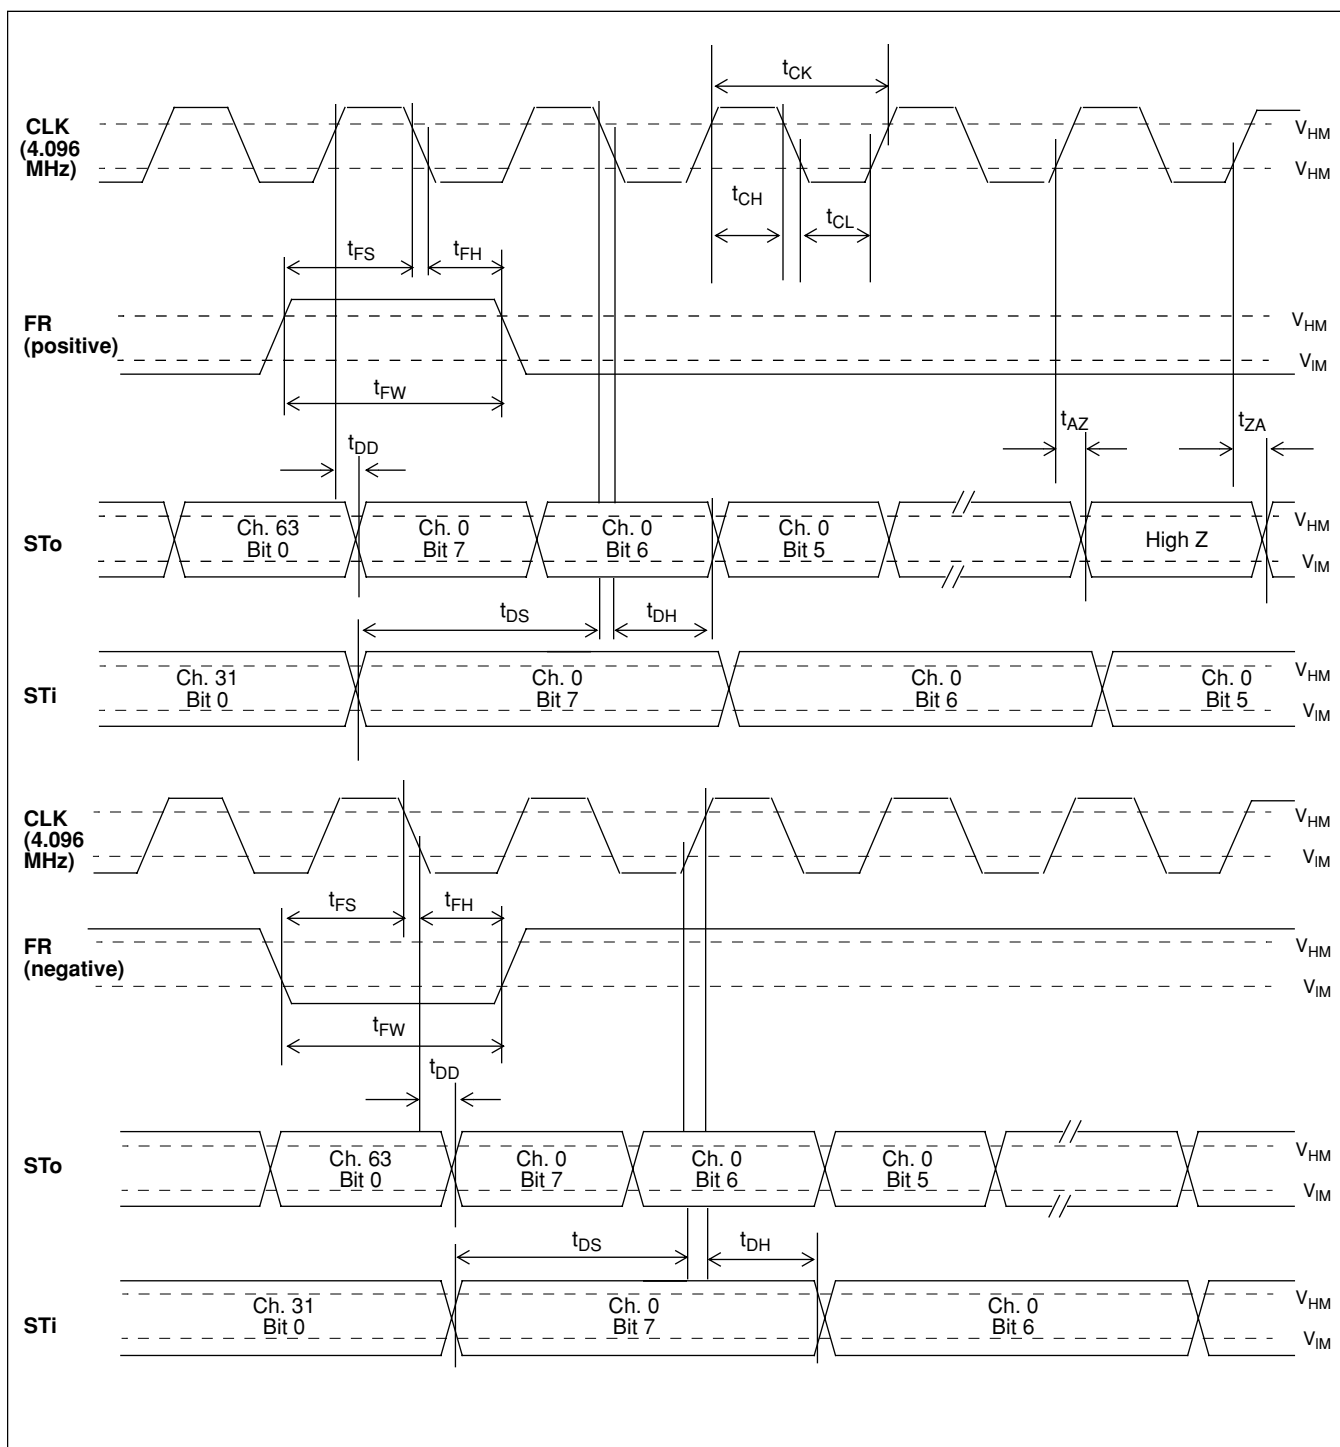 tCK
CLK
(4.096
MHz)
VHM
VHM
tCH
tCL
tFS
tFH
FR
(positive)
VHM
VIM
tFW
tAZ
tZA
tDD
STo
Ch. 63
Bit 0
Ch. 0
Bit 7
Ch. 0
Bit 6
Ch. 0
Bit 5
High Z
VHM
VIM
tDS
tDH
STi
Ch. 31
Bit 0
Ch. 0
Bit 7
Ch. 0
Bit 6
Ch. 0
Bit 5
VHM
VIM
CLK
(4.096
MHz)
VHM
VIM
tFS
tFH
FR
(negative)
VHM
VIM
tFW
tDD
STo
Ch. 63
Bit 0
Ch. 0
Bit 7
Ch. 0
Bit 6
Ch. 0
Bit 5
VHM
VIM
tDS
tDH
STi
Ch. 31
Bit 0
Ch. 0
Bit 7
Ch. 0
Bit 6
VHM
VIM